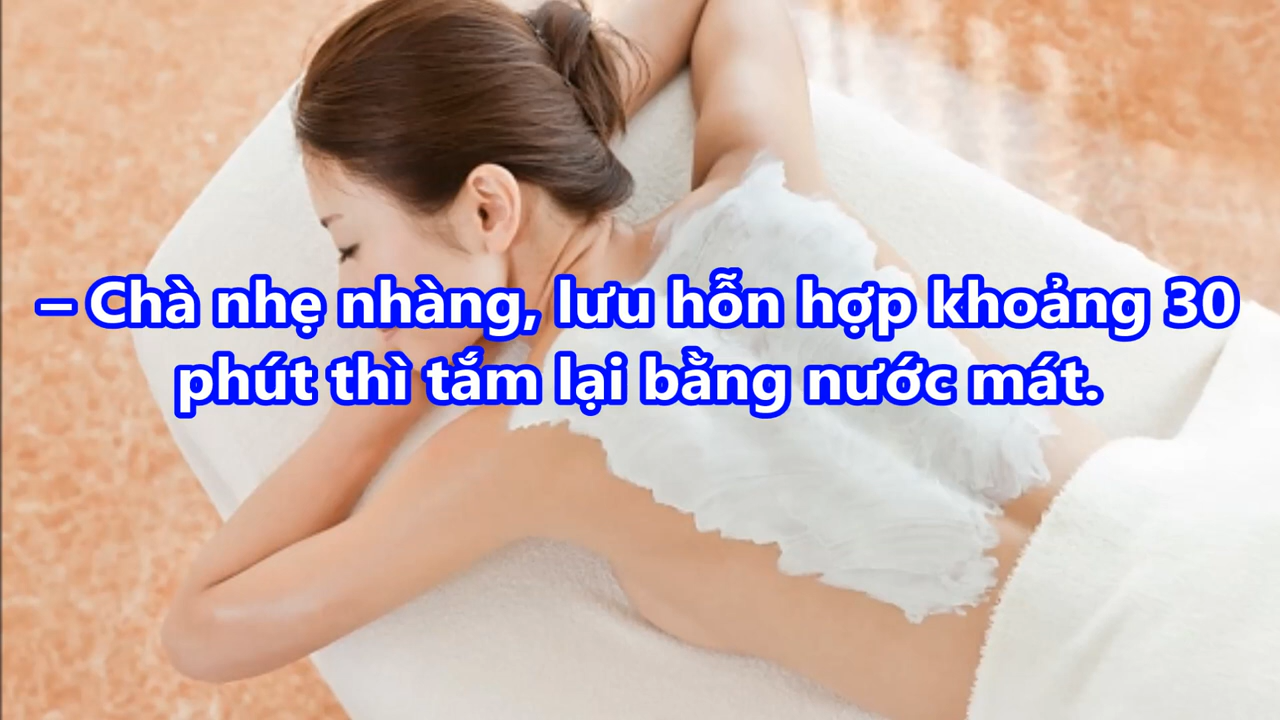 – Chà nhẹ nhàng, lưu hỗn hợp khoảng 30
phút thì tắm lại bằng nước mát.